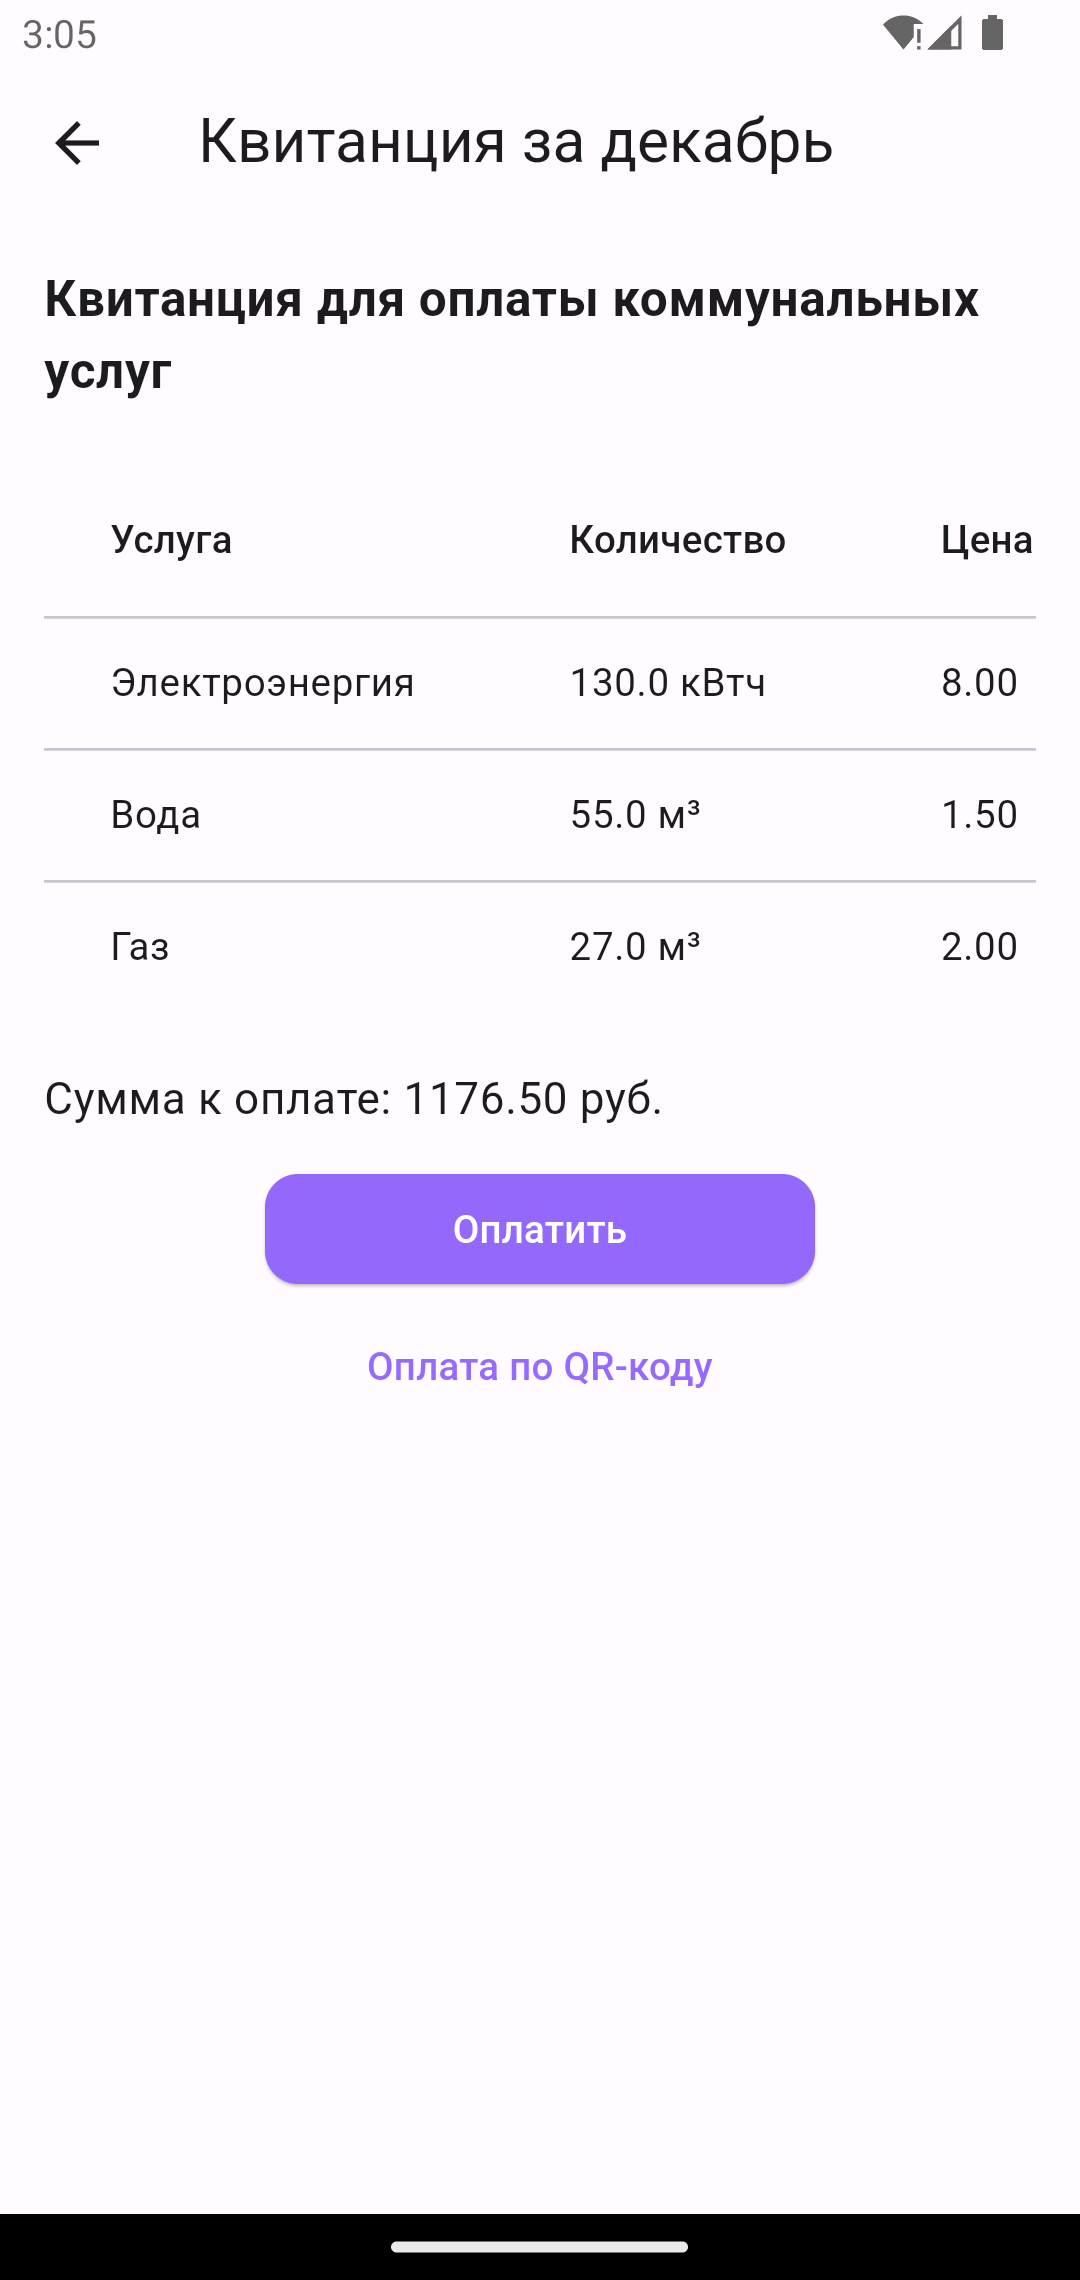 3:05
Квитанция за декабрь
Квитанция для оплаты коммунальных
услуг
Услуга Количество Цена
Электроэнергия 130.0 кВтч 8.00
Вода 55.0 м³ 1.50
Газ 27.0 м³ 2.00
Сумма к оплате: 1176.50 руб.
Оплатить
Оплата по QR-коду